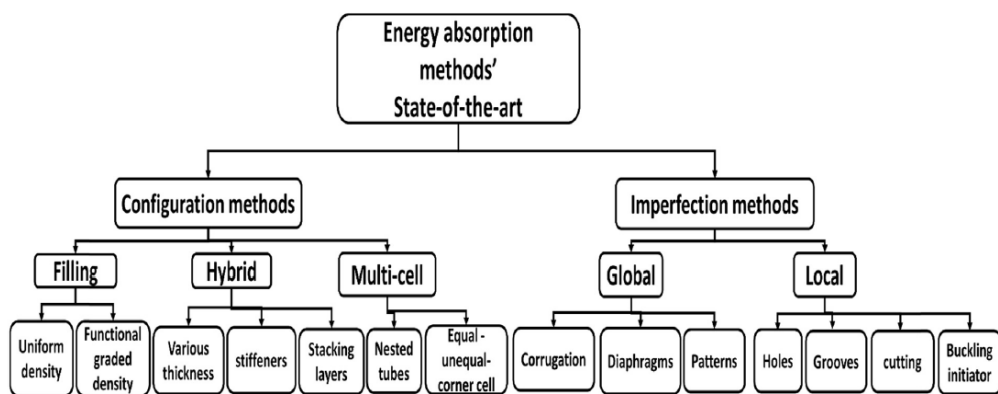 Energy absorption
methods’
State-of-the-art
Configuration methods
Imperfection methods
Filling
Hybrid
Multi-cell
Global
Local
Uniform
density
Functional
graded
density
Various
thickness
stiffeners
Stacking
layers
Nested
tubes
Equal -
unequal-
corner cell
Corrugation
Diaphragms
Patterns
Holes
Grooves
cutting
Buckling
initiator